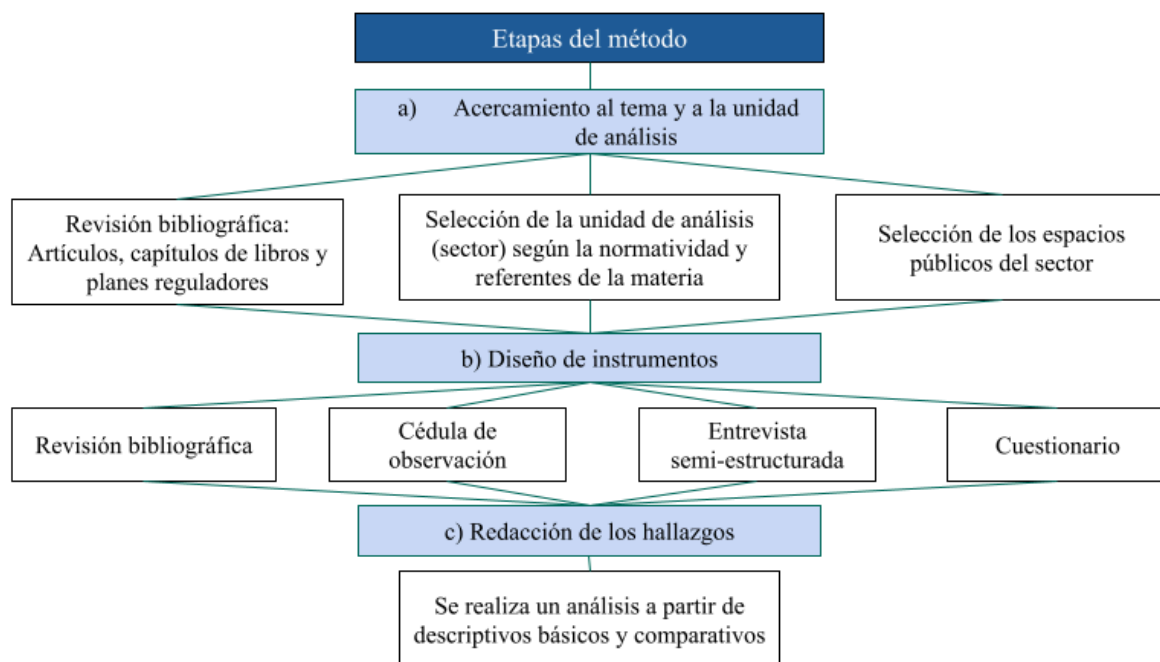 Etapas del método
a) Acercamiento al tema y a la unidad
de análisis
Revisión bibliográfica:
Artículos, capítulos de libros y
planes reguladores
Selección de la unidad de análisis
(sector) según la normatividad y
referentes de la materia
Selección de los espacios
públicos del sector
b) Diseño de instrumentos
Revisión bibliográfica
Cédula de
observación
Entrevista
semi-estructurada
Cuestionario
c) Redacción de los hallazgos
Se realiza un análisis a partir de
descriptivos básicos y comparativos